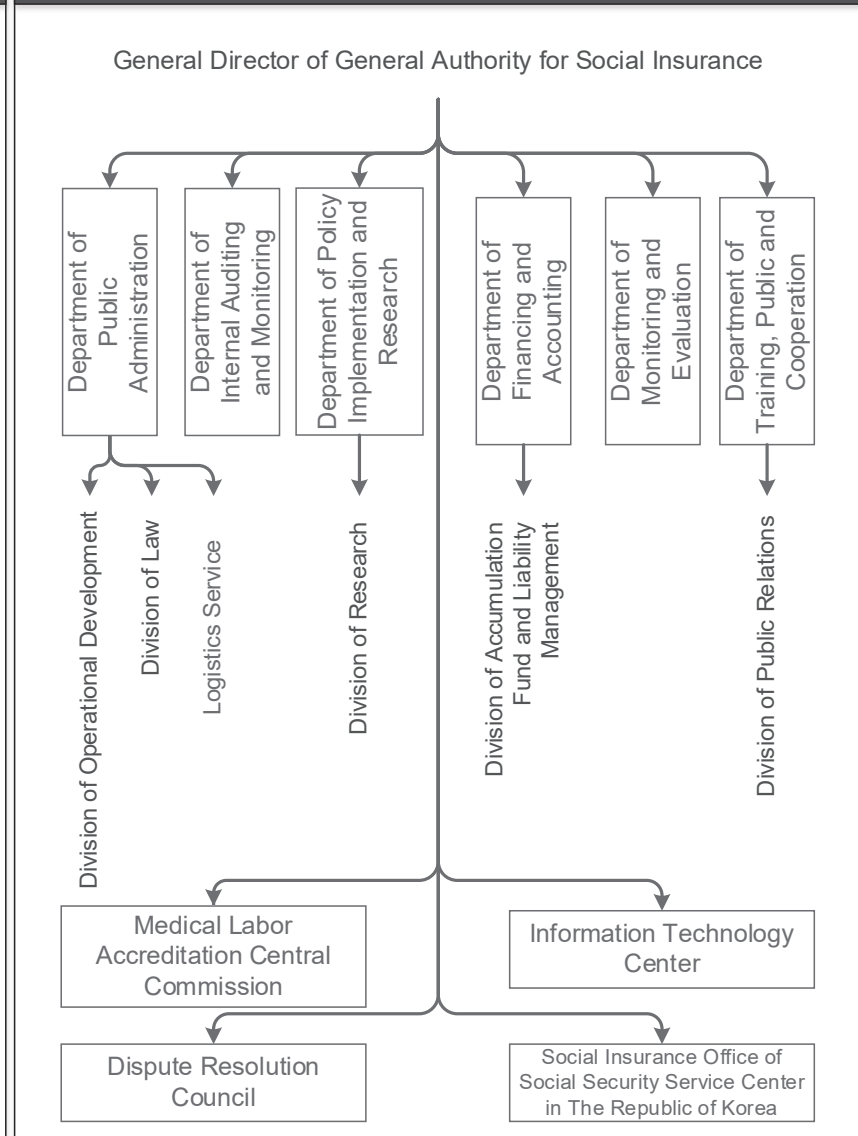 General Director of General Authority for Social Insurance
Department of
Public
Administration
Department of
Internal Auditing
and Monitoring
Department of Policy
Implementation and
Research
Department of
Financing and
Accounting
Department of
Monitoring and
Evaluation
Department of
Training, Public and
Cooperation
Division of Operational Development
Division of Law
Logistics Service
Division of Research
Division of Accumulation
Fund and Liability
Management
Division of Public Relations
Medical Labor
Accreditation Central
Commission
Information Technology
Center
Dispute Resolution
Council
Social Insurance Office of
Social Security Service Center
in The Republic of Korea